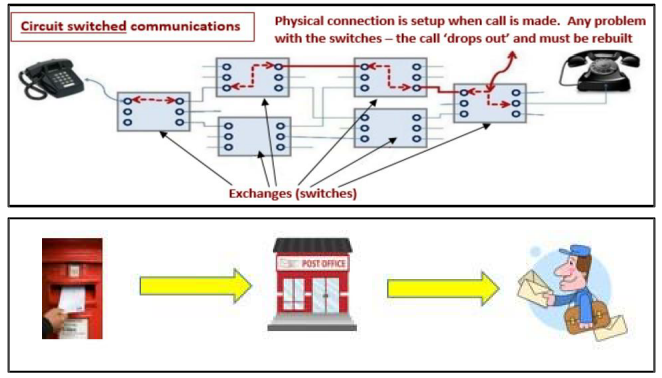 Circuit switched communications
Physical connection is setup when call is made. Any problem
with the switches – the call ‘drops out’ and must be rebuilt
Exchanges (switches)
POST OFFICE